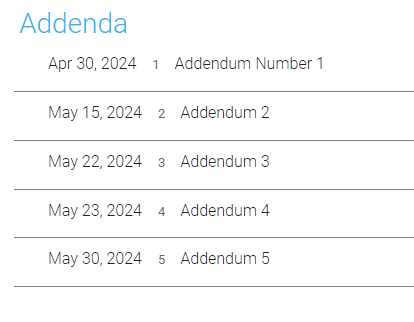 Addenda
Apr 30, 2024 1 Addendum Number 1
May 15, 2024 2 Addendum 2
May 22, 2024 3 Addendum 3
May 23, 2024 4 Addendum 4
May 30, 2024 5 Addendum 5